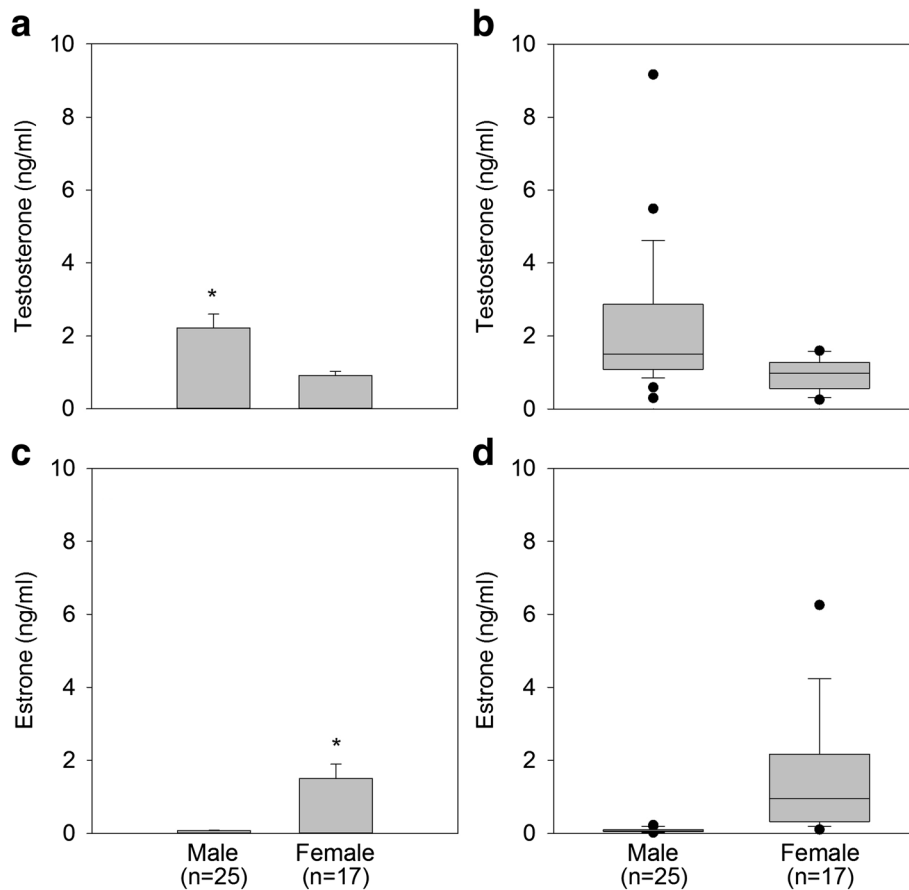 a
10
8
6
4
2
0
Testosterone (ng/ml)
*
b
10
8
6
4
2
0
Testosterone (ng/ml)
c
10
8
6
4
2
0
Estrone (ng/ml)
*
Male
(n=25)
Female
(n=17)
d
10
8
6
4
2
0
Estrone (ng/ml)
Male
(n=25)
Female
(n=17)